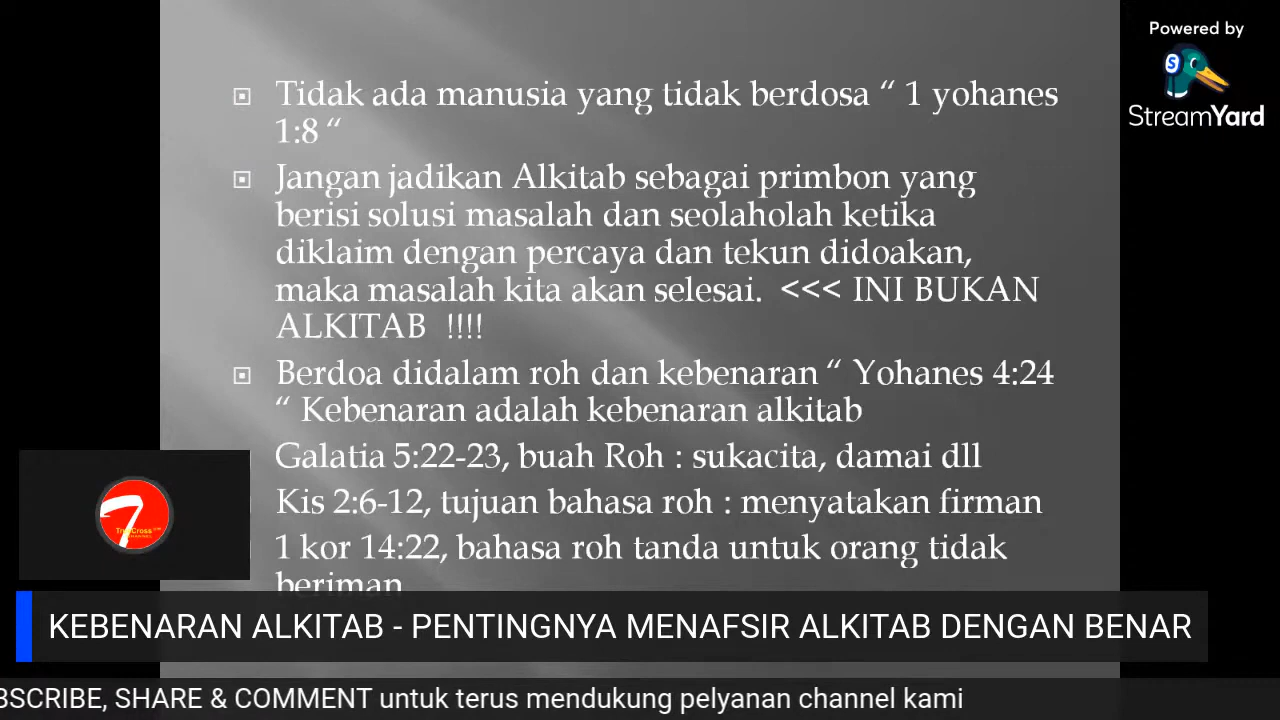 Powered by
StreamYard
Tidak ada manusia yang tidak berdosa “ 1 yohanes
1:8 “
Jangan jadikan Alkitab sebagai primbon yang
berisi solusi masalah dan seolaholah ketika
diklaim dengan percaya dan tekun didoakan,
maka masalah kita akan selesai. <<< INI BUKAN
ALKITAB !!!!
Berdoa didalam roh dan kebenaran “ Yohanes 4:24
“ Kebenaran adalah kebenaran alkitab
Galatia 5:22-23, buah Roh : sukacita, damai dll
Kis 2:6-12, tujuan bahasa roh : menyatakan firman
1 kor 14:22, bahasa roh tanda untuk orang tidak
beriman
KEBENARAN ALKITAB - PENTINGNYA MENAFSIR ALKITAB DENGAN BENAR
BSCRIBE, SHARE & COMMENT untuk terus mendukung pelyanan channel kami